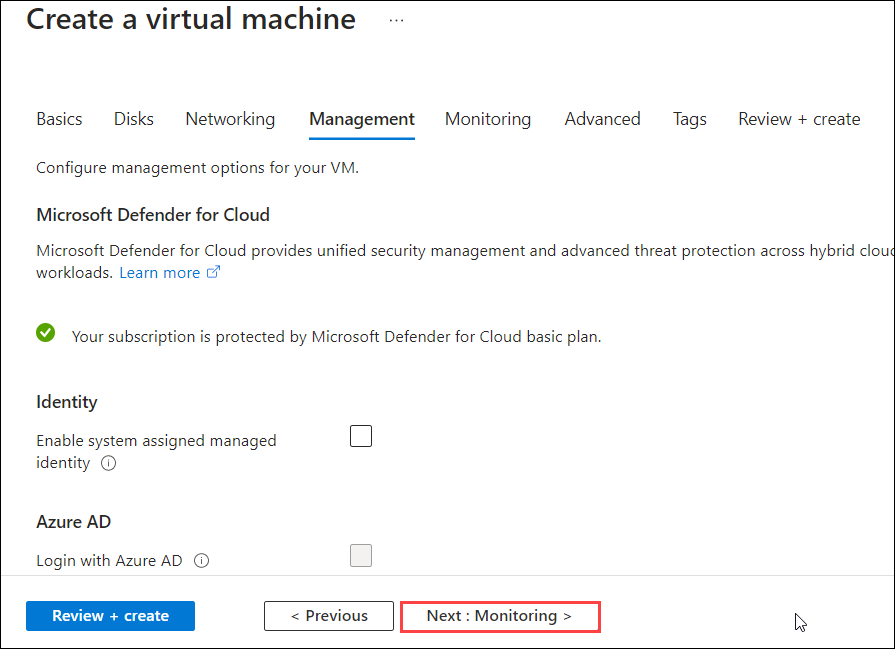 Create a virtual machine ...
Basics Disks Networking Management Monitoring Advanced Tags Review + create
Configure management options for your VM.
Microsoft Defender for Cloud
Microsoft Defender for Cloud provides unified security management and advanced threat protection across hybrid cloud
workloads. Learn more
Your subscription is protected by Microsoft Defender for Cloud basic plan.
Identity
Enable system assigned managed
identity
Azure AD
Login with Azure AD
Review + create < Previous Next : Monitoring >